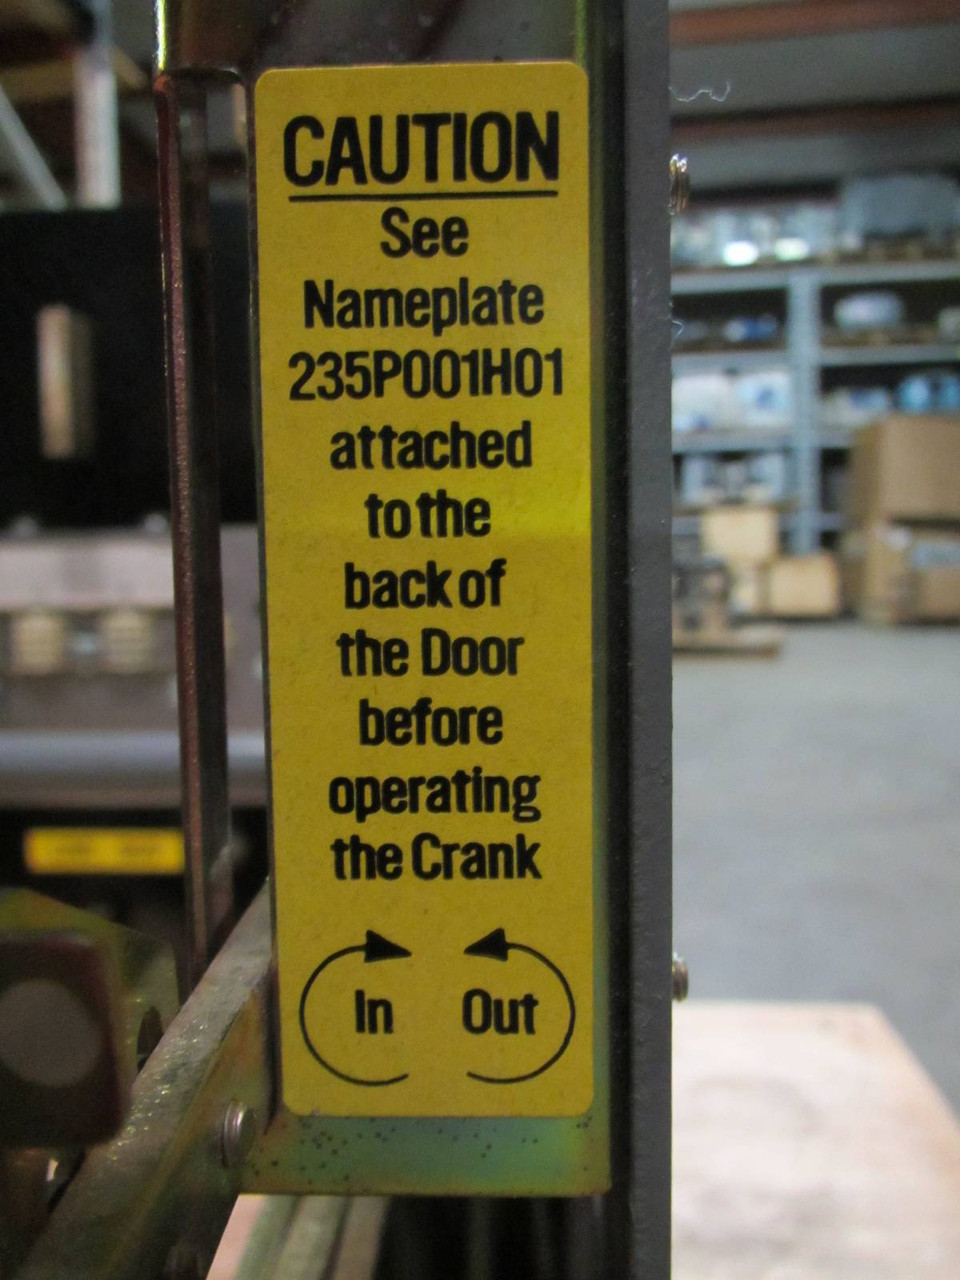 CAUTION
See
Nameplate
235P001H01
attached
to the
back of
the Door
before
operating
the Crank
In Out